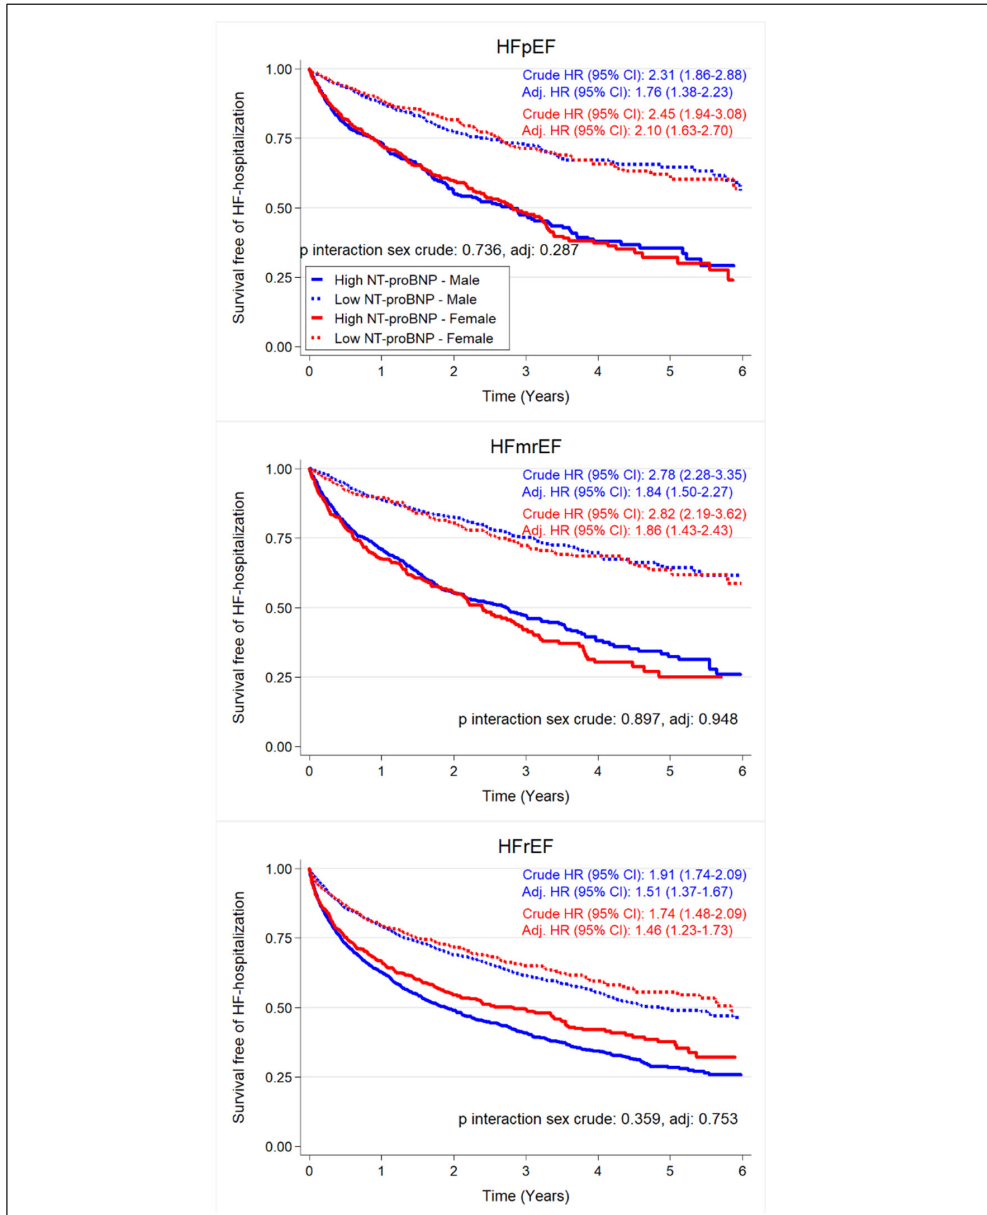 HFpEF
Crude HR (95% CI): 2.31 (1.86-2.88)
Adj. HR (95% CI): 1.76 (1.38-2.23)
Crude HR (95% CI): 2.45 (1.94-3.08)
Adj. HR (95% CI): 2.10 (1.63-2.70)
Survival free of HF-hospitalization
1.00
0.75
0.50
0.25
0.00
p interaction sex crude: 0.736, adj: 0.287
High NT-proBNP - Male
Low NT-proBNP - Male
High NT-proBNP - Female
Low NT-proBNP - Female
0 1 2 3 4 5 6
Time (Years)
HFmrEF
Crude HR (95% CI): 2.78 (2.28-3.35)
Adj. HR (95% CI): 1.84 (1.50-2.27)
Crude HR (95% CI): 2.82 (2.19-3.62)
Adj. HR (95% CI): 1.86 (1.43-2.43)
Survival free of HF-hospitalization
1.00
0.75
0.50
0.25
0.00
p interaction sex crude: 0.897, adj: 0.948
0 1 2 3 4 5 6
Time (Years)
HFrEF
Crude HR (95% CI): 1.91 (1.74-2.09)
Adj. HR (95% CI): 1.51 (1.37-1.67)
Crude HR (95% CI): 1.74 (1.48-2.09)
Adj. HR (95% CI): 1.46 (1.23-1.73)
Survival free of HF-hospitalization
1.00
0.75
0.50
0.25
0.00
p interaction sex crude: 0.359, adj: 0.753
0 1 2 3 4 5 6
Time (Years)